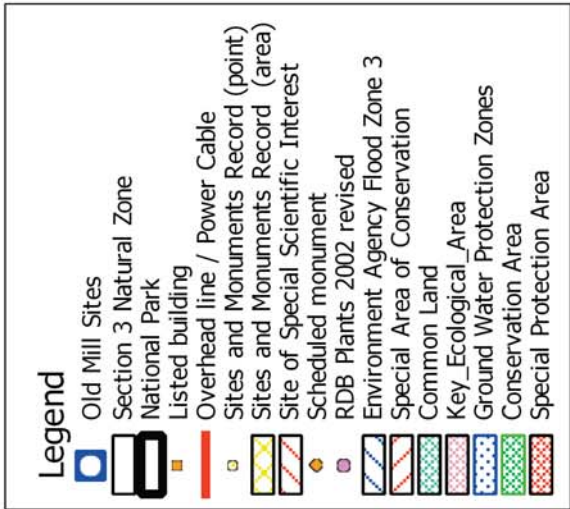 Legend
Old Mill Sites
Section 3 Natural Zone
National Park
Listed building
Overhead line / Power Cable
Sites and Monuments Record (point)
Sites and Monuments Record (area)
Site of Special Scientific Interest
Scheduled monument
RDB Plants 2002 revised
Environment Agency Flood Zone 3
Special Area of Conservation
Common Land
Key_Ecological_Area
Ground Water Protection Zones
Conservation Area
Special Protection Area